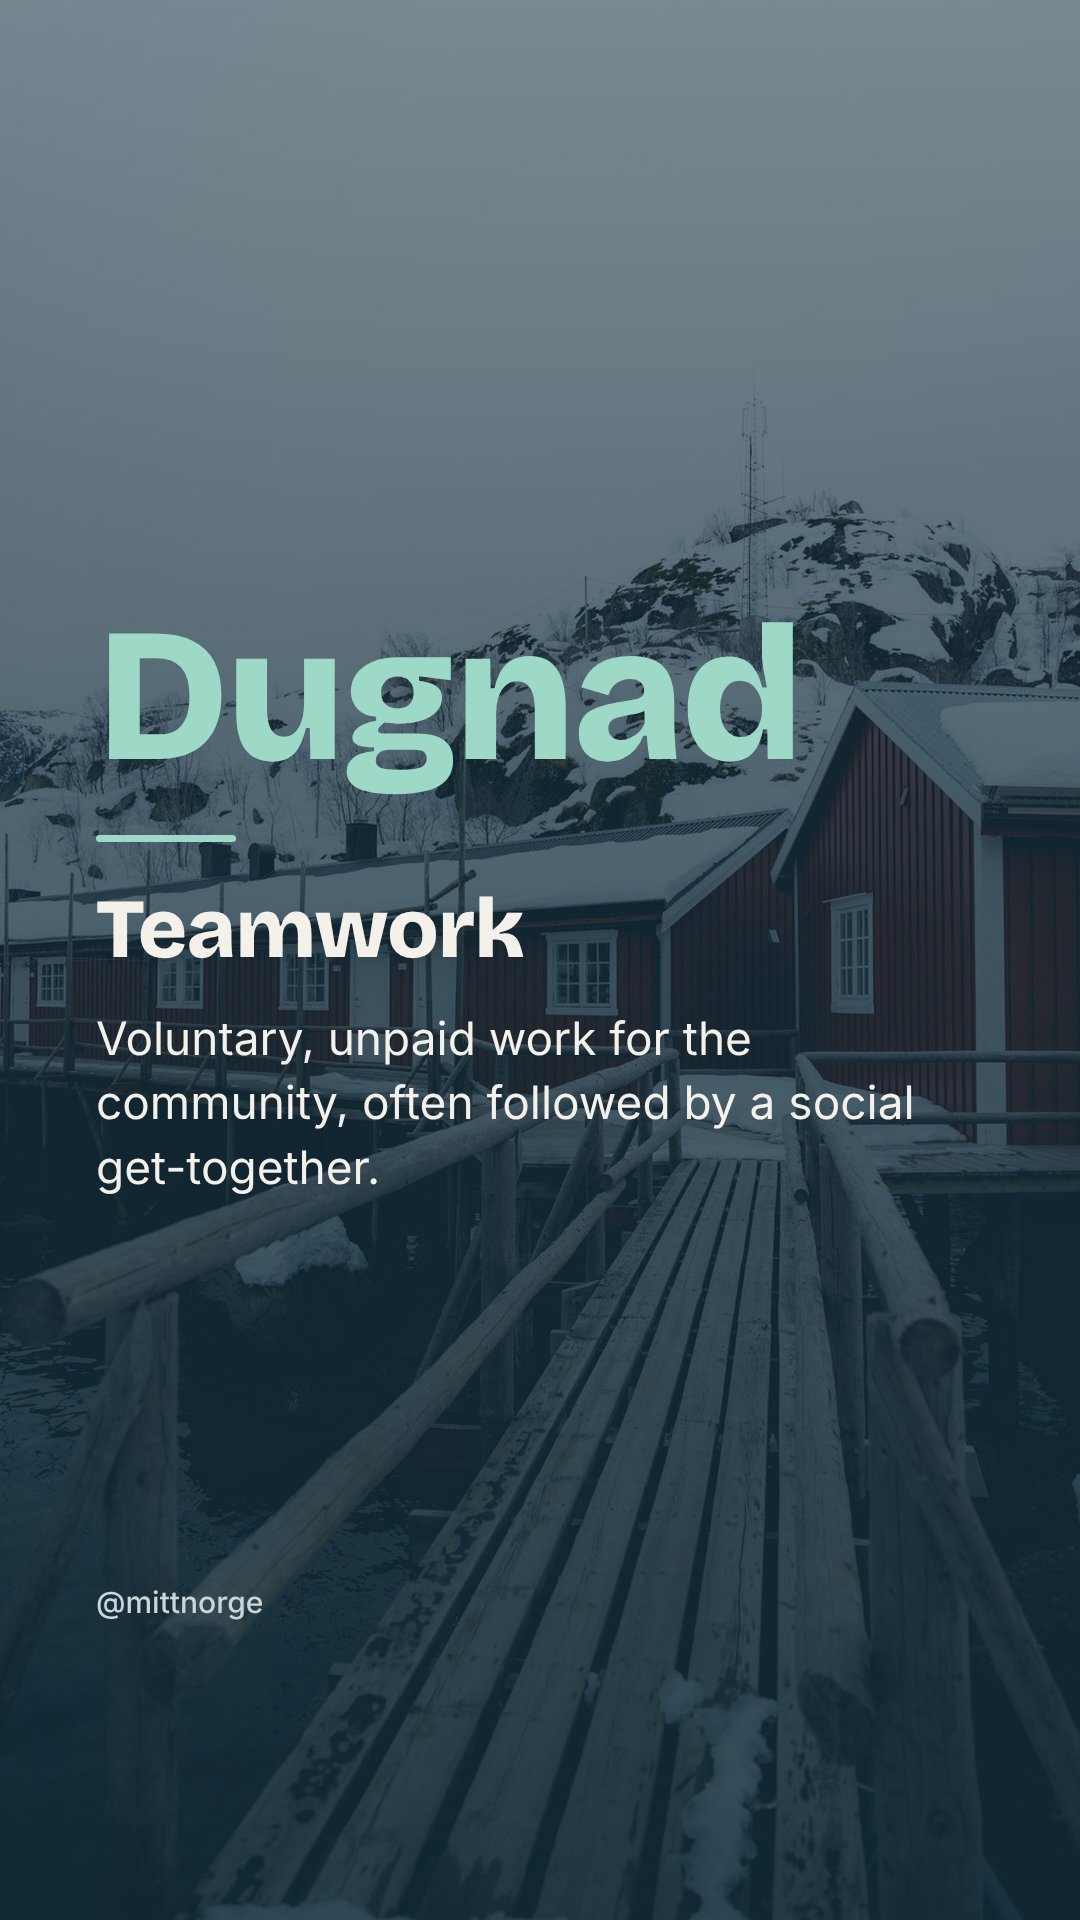 Dugnad
Teamwork
Voluntary, unpaid work for the
community, often followed by a social
get-together.
@mittnorge